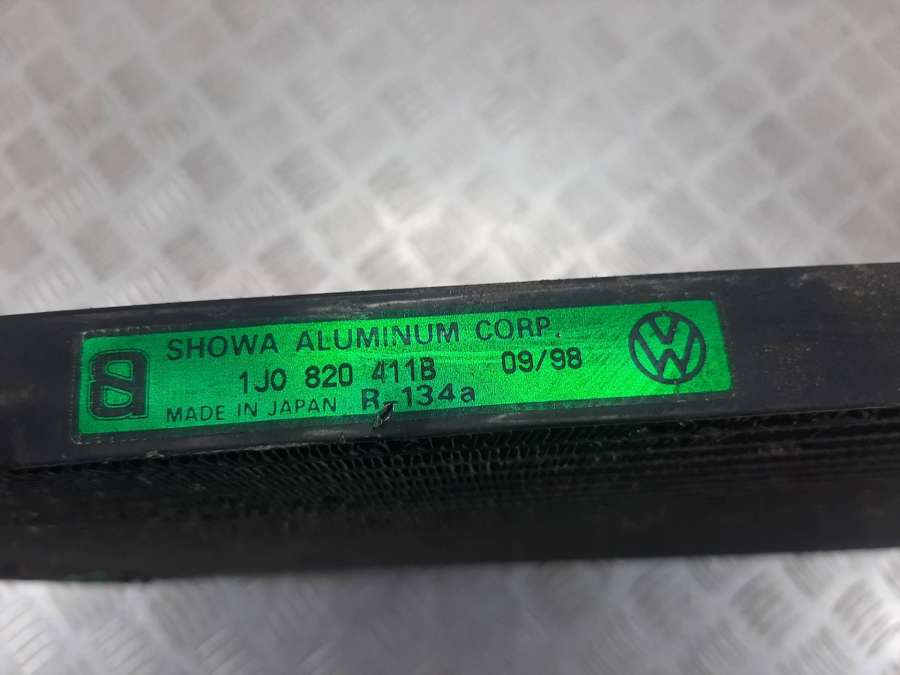 SHOWA ALUMINUM CORP.
1J0 820 411B 09/98
MADE IN JAPAN R-134a